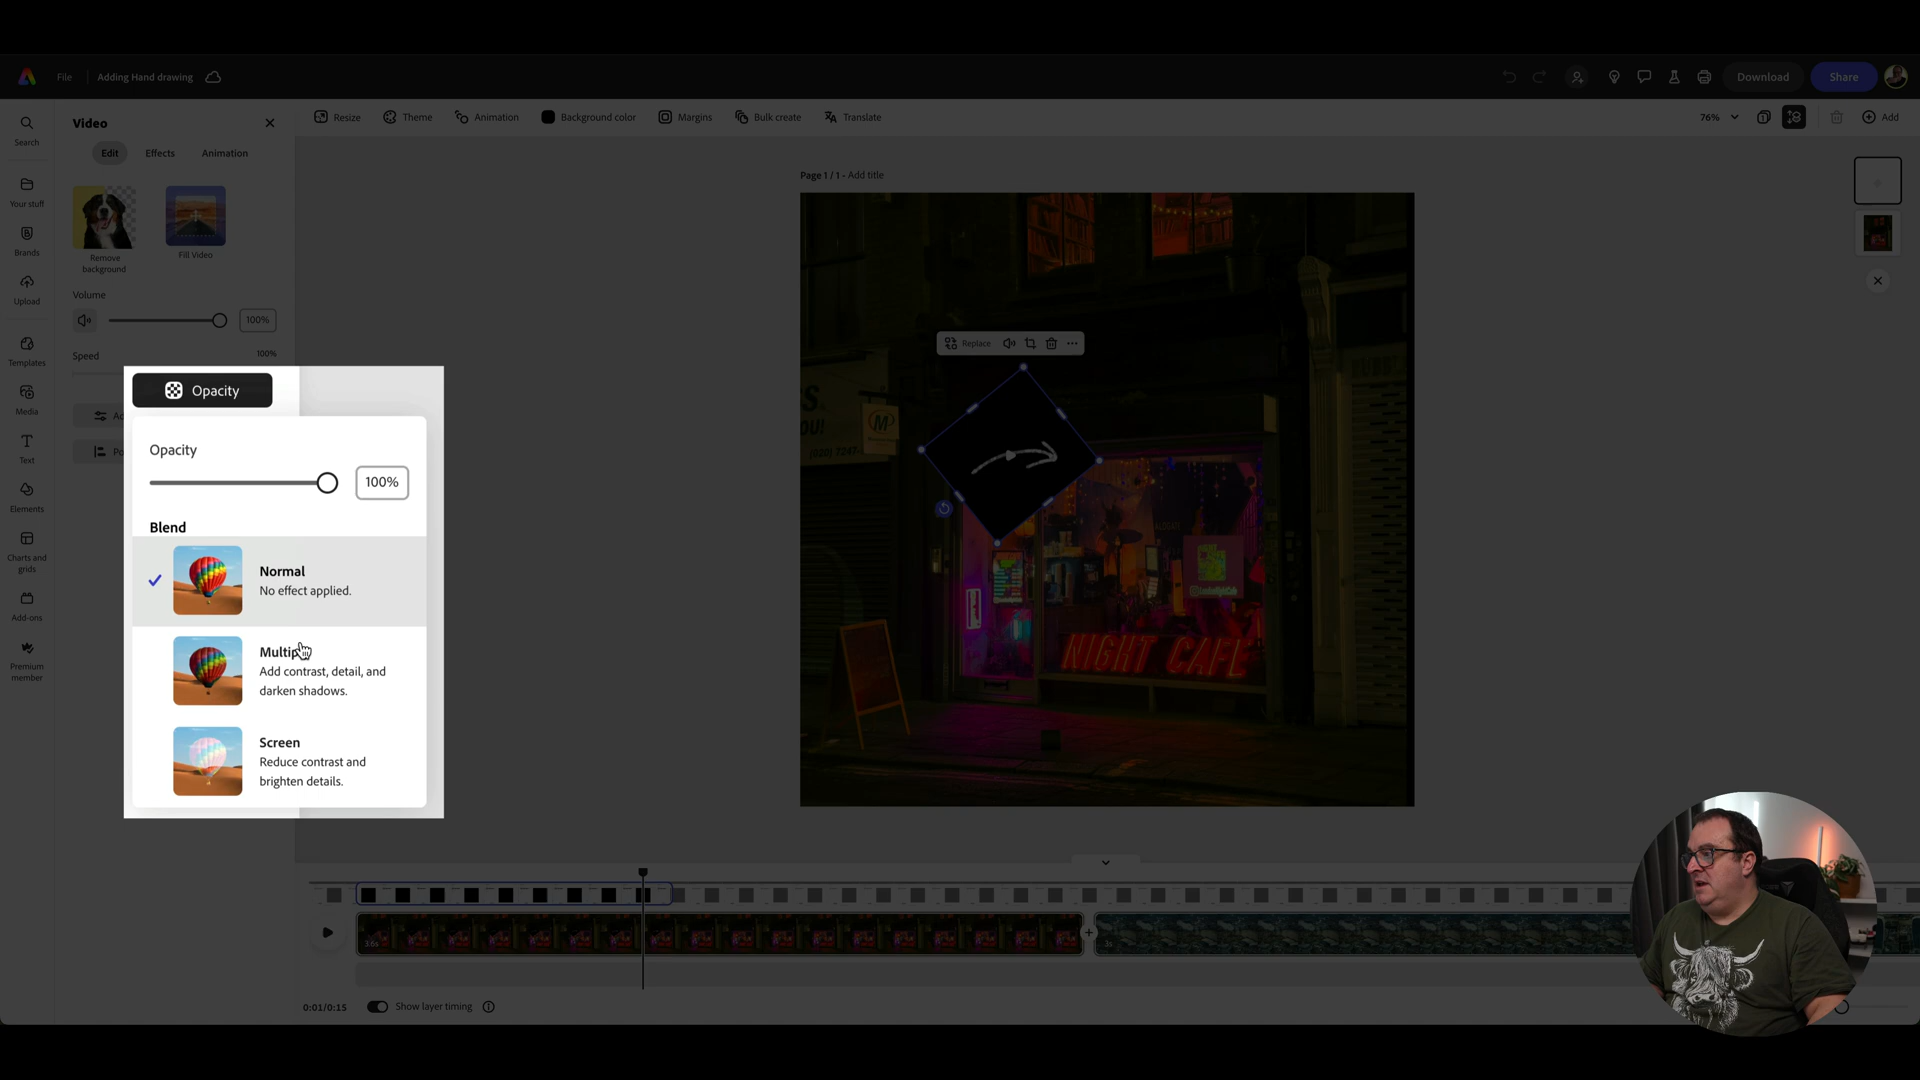 File
Adding Hand drawing
Download
Share
Video
Resize
Theme
Animation
Background color
Margins
Bulk create
Translate
76%
Add
Search
Edit
Effects
Animation
Your stuff
Brands
Upload
Templates
Media
Text
Elements
Charts and
grids
Add-ons
Premium
member
Remove
background
Fill Video
Volume
100%
Speed
100%
Opacity
Opacity
100%
Blend
Normal
No effect applied.
Add contrast, detail, and
darken shadows.
Screen
Reduce contrast and
brighten details.
Page 1 / 1 - Add title
Replace
NIGHT CAFE
3.6s
3s
0:01/0:15
Show layer timing